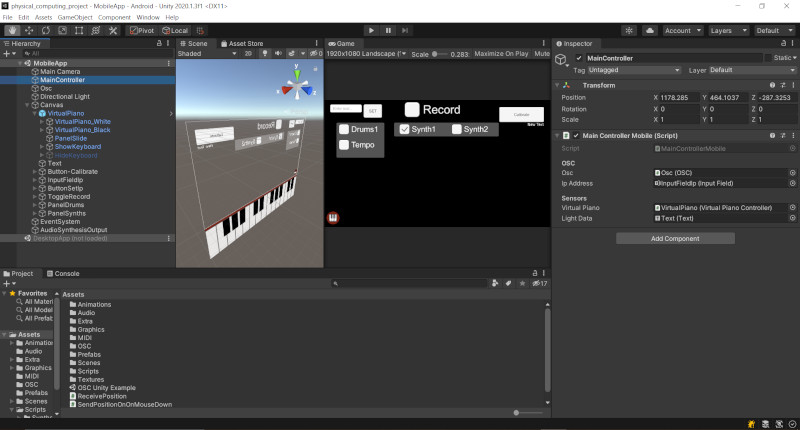 physical_computing_project - MobileApp - Android - Unity 2020.1.3f1 <DX11>
File Edit Assets GameObject Component Window Help
Pivot Local Account Layers Default
Hierarchy
All
MobileApp
Main Camera
MainController
Osc
Directional Light
Canvas
VirtualPiano
VirtualPiano_White
VirtualPiano_Black
PanelSlide
ShowKeyboard
HideKeyboard
Text
Button-Calibrate
InputFieldIp
ButtonSetIp
ToggleRecord
PanelDrums
PanelSynths
EventSystem
AudioSynthesisOutput
DesktopApp (not loaded)
Scene Asset Store
Shaded 2D 0
Game
1920x1080 Landscape ( Scale 0.283 Maximize On Play Mute
SET Record Calibrate
New Text
Drums1 Synth1 Synth2
Tempo
Inspector
MainController Static
Tag Untagged Layer Default
Transform
Position X 1178.285 Y 464.1037 Z -287.3253
Rotation X 0 Y 0 Z 0
Scale X 1 Y 1 Z 1
Main Controller Mobile (Script)
Script MainControllerMobile
OSC
Osc Osc (OSC)
Ip Address InputFieldIp (Input Field)
Sensors
Virtual Piano VirtualPiano (Virtual Piano Controller)
Light Data Text (Text)
Add Component
Project Console
17
Favorites
All Mater
All Model
All Prefab
Assets
Animation
Audio
Extra
Graphics
MIDI
OSC
Prefabs
Scenes
Scripts
Assets
Animations
Audio
Extra
Graphics
MIDI
OSC
Prefabs
Scenes
Scripts
Textures
OSC Unity Example
ReceivePosition
SendPositionOnOnMouseDown